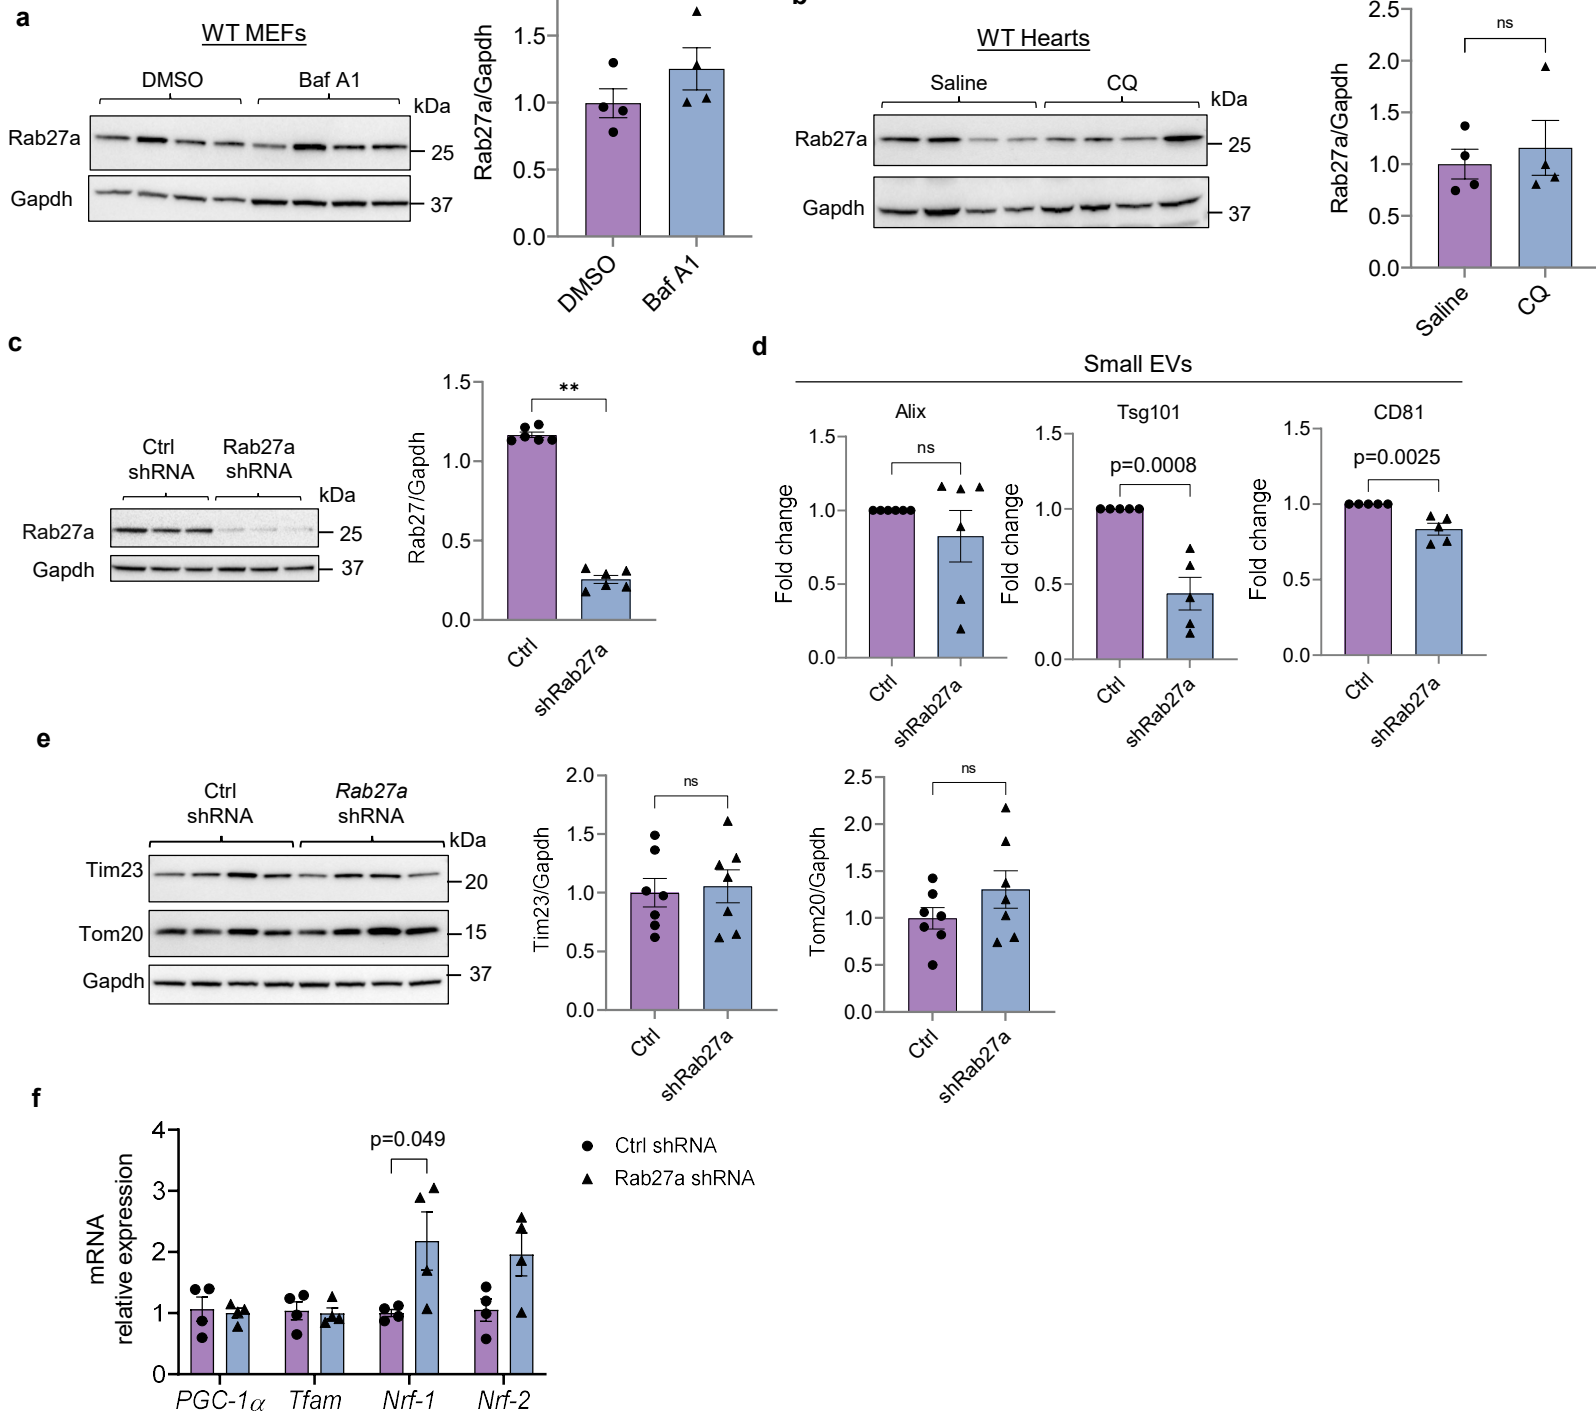 a
WT MEFs
DMSO
Baf A1
kDa
Rab27a
25
Gapdh
37
Rab27a/Gapdh
1.5
1.0
0.5
0.0
DMSO
Baf A1
WT Hearts
Saline
CQ
kDa
Rab27a
25
Gapdh
37
Rab27a/Gapdh
2.5
2.0
1.5
1.0
0.5
0.0
ns
Saline
CQ
c
Ctrl
shRNA
Rab27a
shRNA
kDa
Rab27a
25
Gapdh
37
Rab27/Gapdh
1.5
1.0
0.5
0.0
**
Ctrl
shRab27a
d
Small EVs
Alix
Fold change
1.5
1.0
0.5
0.0
ns
Ctrl
shRab27a
Tsg101
Fold change
1.5
1.0
0.5
0.0
p=0.0008
Ctrl
shRab27a
CD81
Fold change
1.5
1.0
0.5
0.0
p=0.0025
Ctrl
shRab27a
e
Ctrl
shRNA
Rab27a
shRNA
kDa
Tim23
20
Tom20
15
Gapdh
37
Tim23/Gapdh
2.0
1.5
1.0
0.5
0.0
ns
Ctrl
shRab27a
Tom20/Gapdh
2.5
2.0
1.5
1.0
0.5
0.0
ns
Ctrl
shRab27a
f
mRNA
relative expression
4
3
2
1
0
p=0.049
PGC-1α
Tfam
Nrf-1
Nrf-2
Ctrl shRNA
Rab27a shRNA